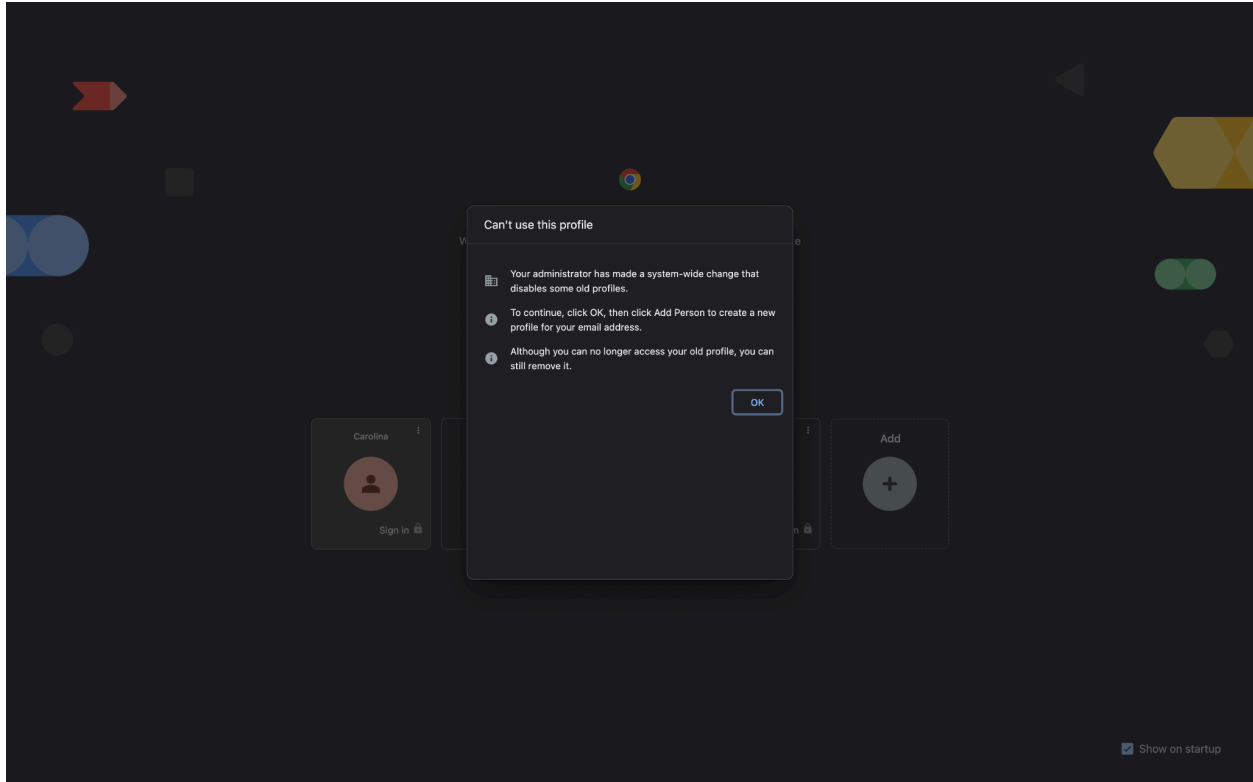 Can't use this profile
Your administrator has made a system-wide change that
disables some old profiles.
To continue, click OK, then click Add Person to create a new
profile for your email address.
Although you can no longer access your old profile, you can
still remove it.
OK
Carolina
Sign in
Add
Show on startup